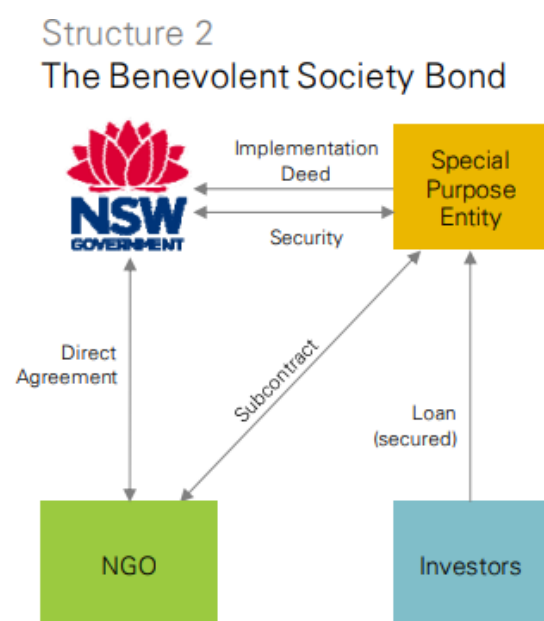 Structure 2
The Benevolent Society Bond
Implementation
Deed
Special
Purpose
Entity
NSW
GOVERNMENT
Security
Direct
Agreement
Subcontract
Loan
(secured)
NGO
Investors